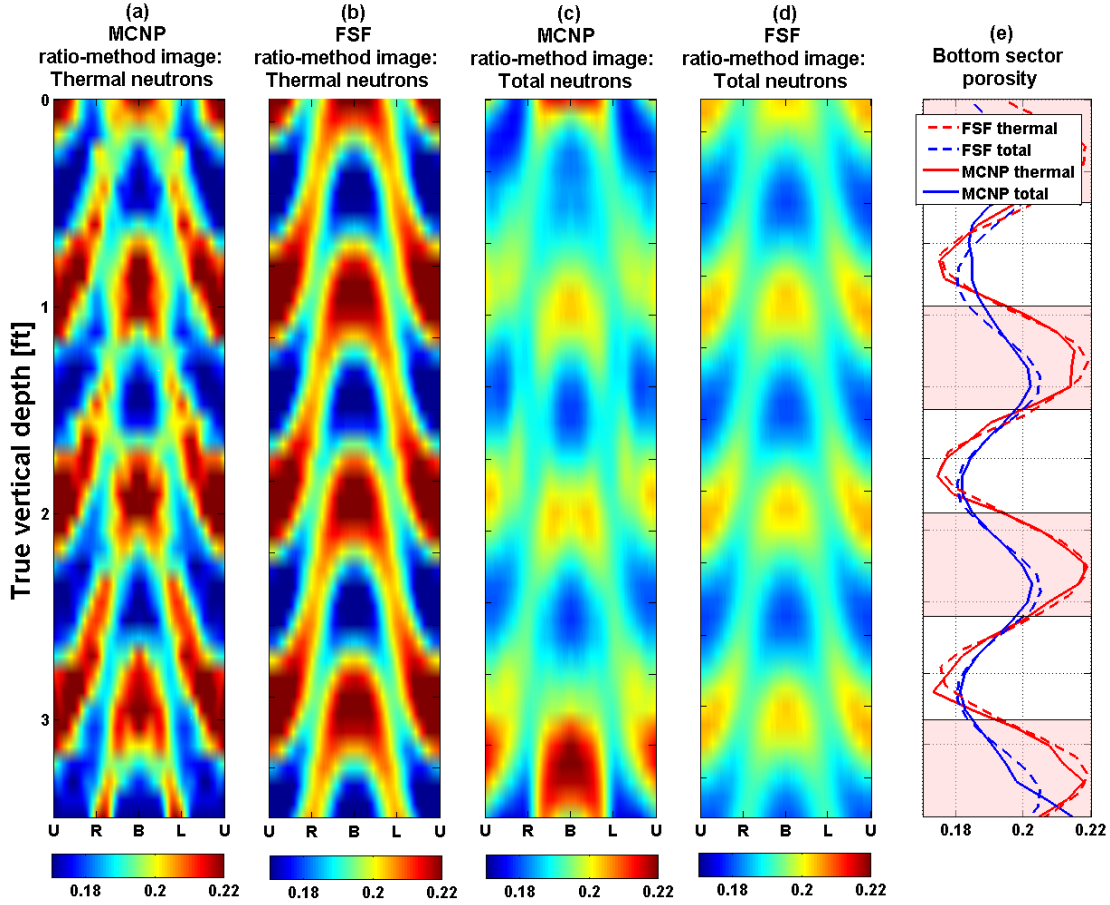 (a)
MCNP
ratio-method image:
Thermal neutrons
(b)
FSF
ratio-method image:
Thermal neutrons
(c)
MCNP
ratio-method image:
Total neutrons
(d)
FSF
ratio-method image:
Total neutrons
(e)
Bottom sector
porosity
FSF thermal
FSF total
MCNP thermal
MCNP total
True vertical depth [ft]
0
1
2
3
U R B L U
U R B L U
U R B L U
U R B L U
0.18 0.2 0.22
0.18 0.2 0.22
0.18 0.2 0.22
0.18 0.2 0.22
0.18 0.2 0.22